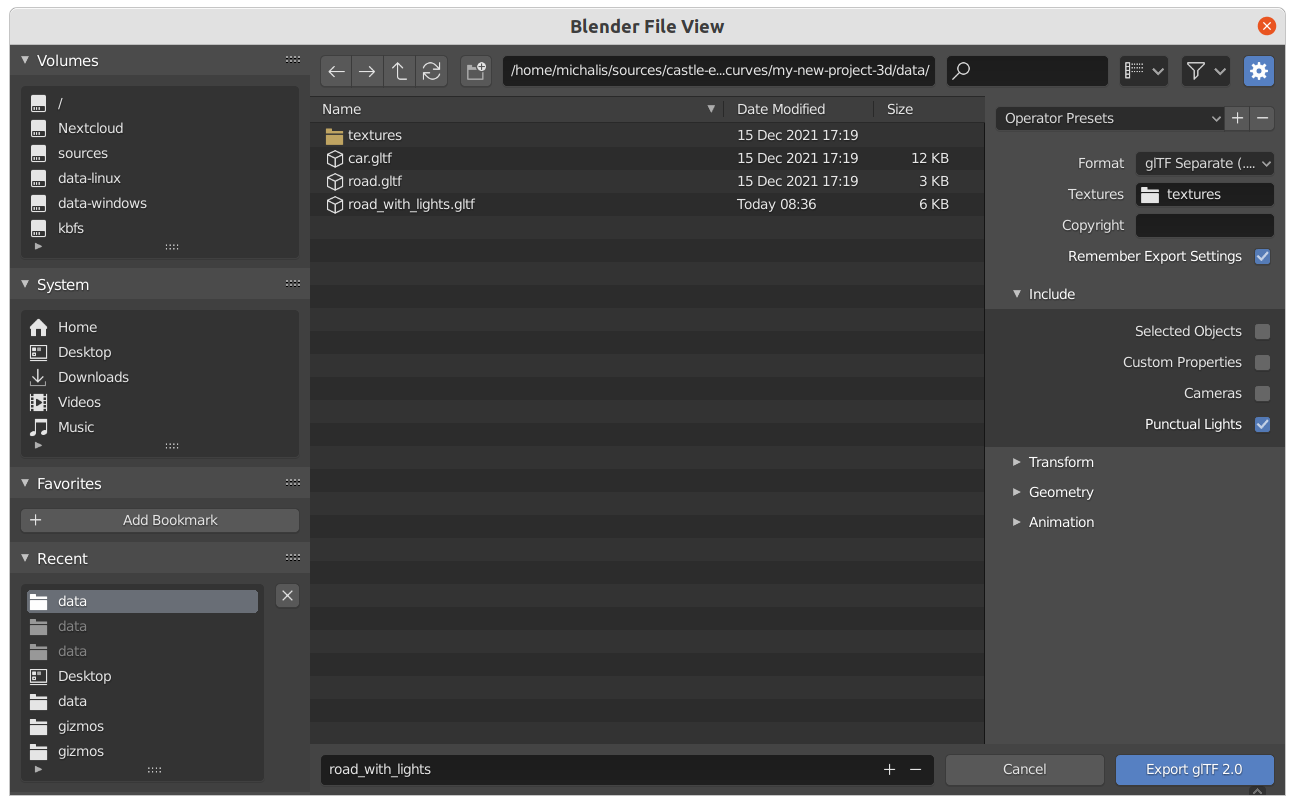 Blender File View
Volumes
/
Nextcloud
sources
data-linux
data-windows
kbfs
System
Home
Desktop
Downloads
Videos
Music
Favorites
+ Add Bookmark
Recent
data
data
data
Desktop
data
gizmos
gizmos
/home/michalis/sources/castle-e...curves/my-new-project-3d/data/
Name Date Modified Size
textures 15 Dec 2021 17:19
car.gltf 15 Dec 2021 17:19 12 KB
road.gltf 15 Dec 2021 17:19 3 KB
road_with_lights.gltf Today 08:36 6 KB
road_with_lights + −
Operator Presets + −
Format glTF Separate (....
Textures textures
Copyright
Remember Export Settings
Include
Selected Objects
Custom Properties
Cameras
Punctual Lights
Transform
Geometry
Animation
Cancel
Export glTF 2.0